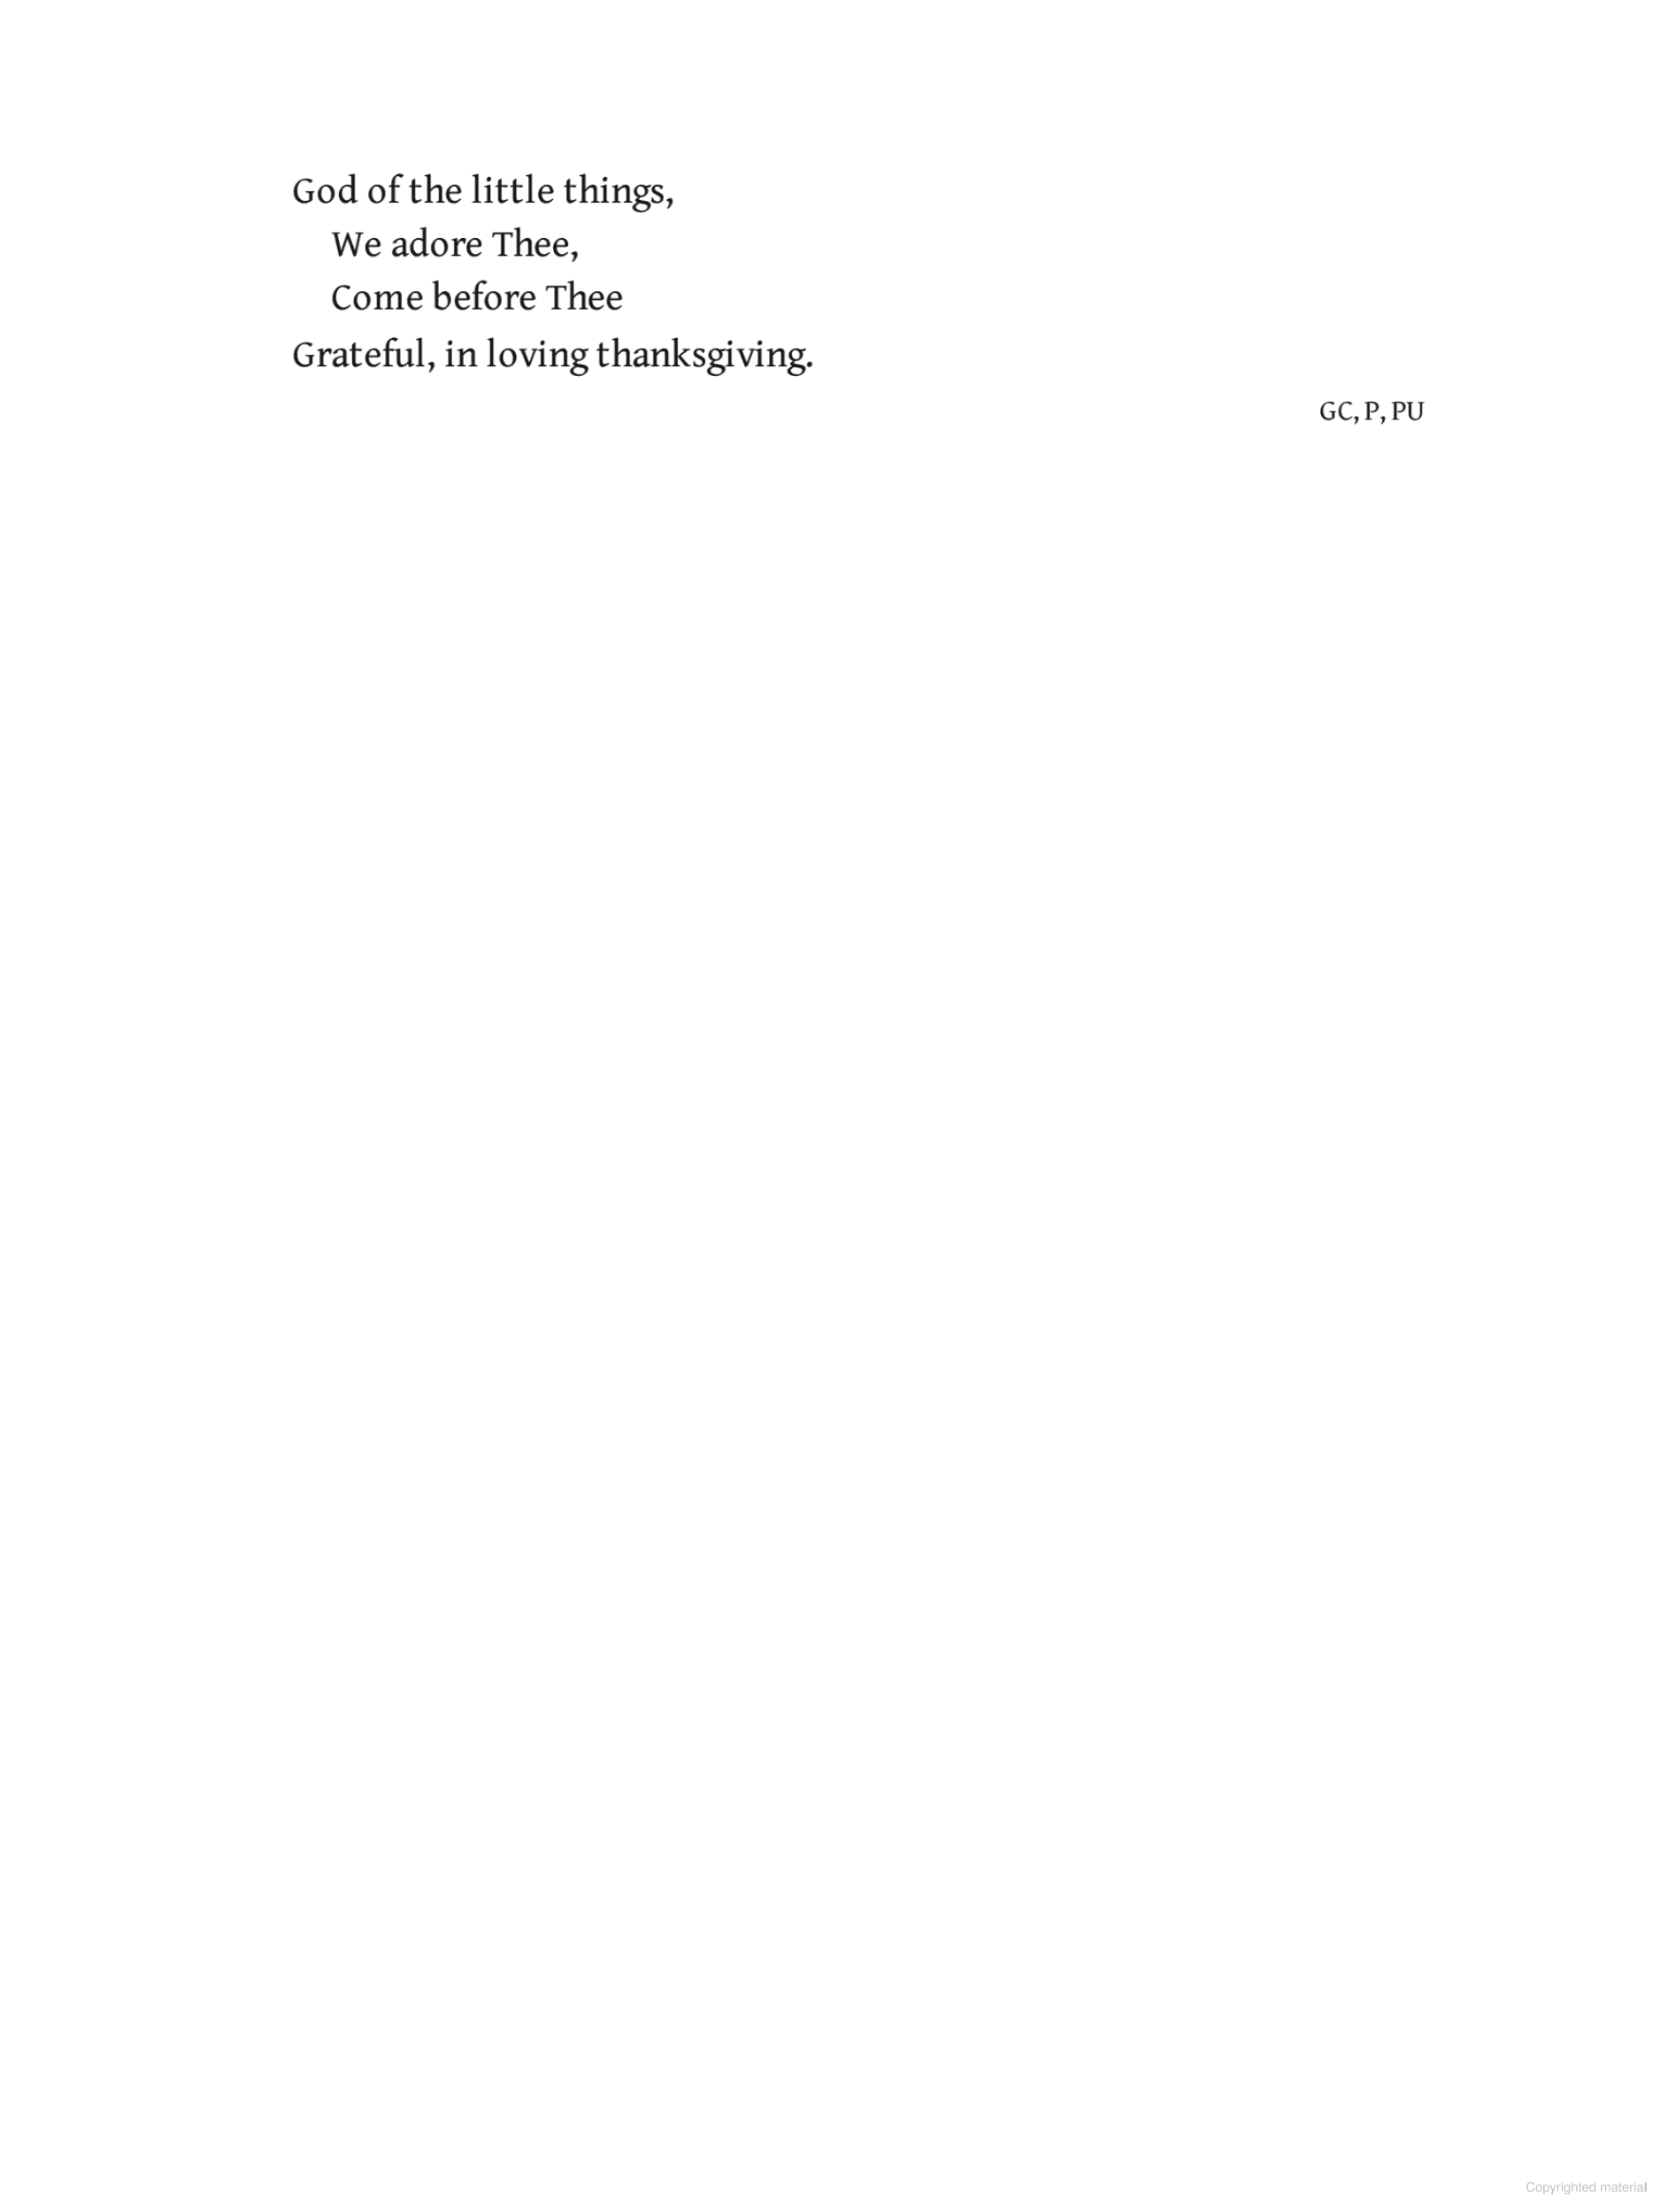 God of the little things,
We adore Thee,
Come before Thee
Grateful, in loving thanksgiving.
GC, P, PU
Copyrighted material